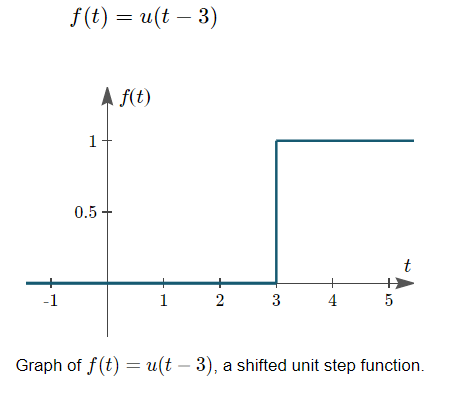 f(t) = u(t − 3)
f(t)
1
0.5
t
-1 1 2 3 4 5
Graph of f(t) = u(t − 3), a shifted unit step function.